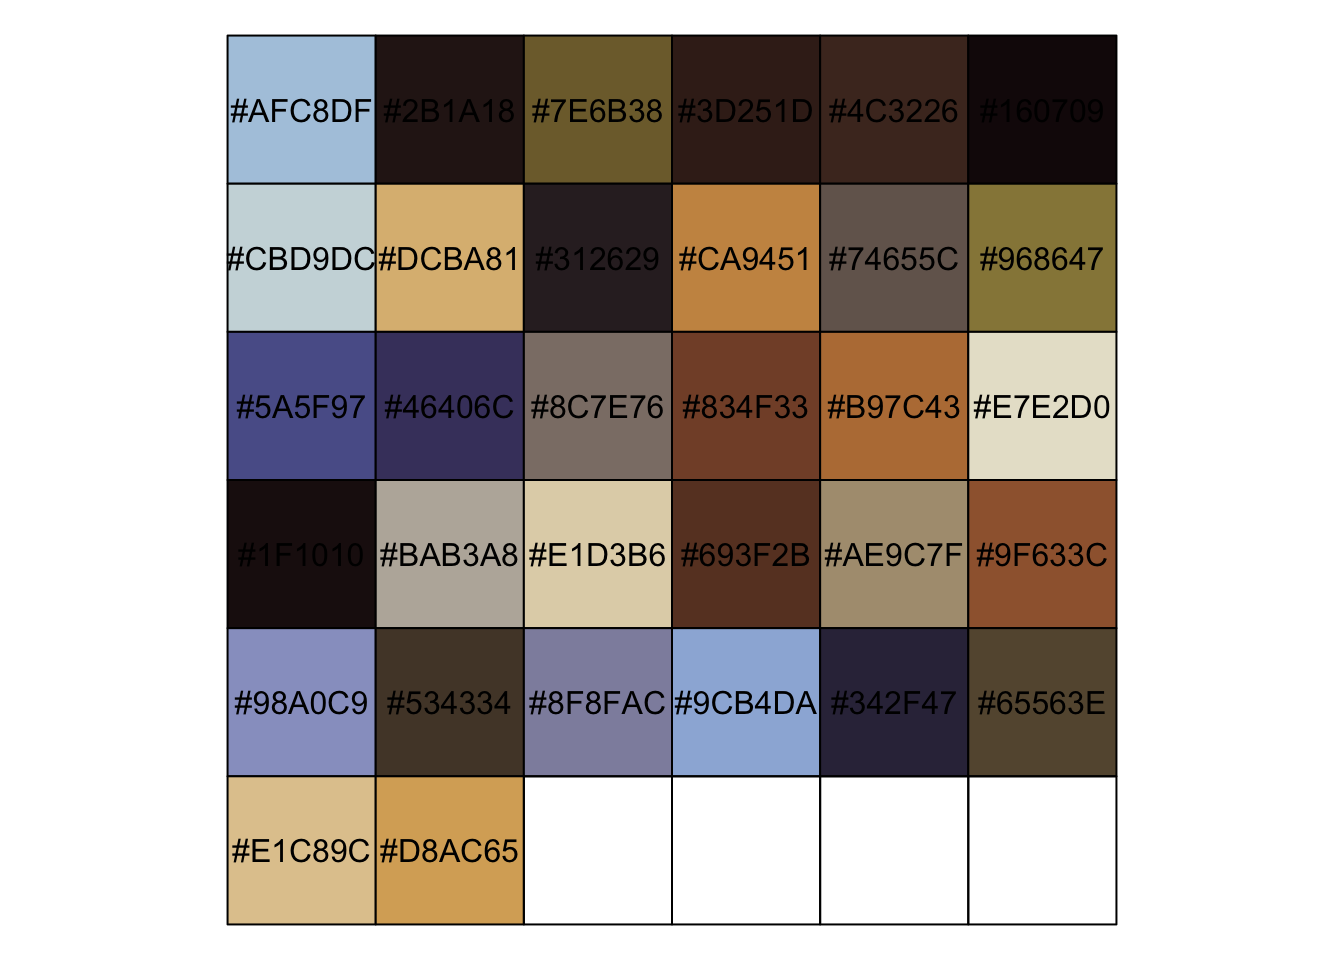 #AFC8DF #2B1A18 #7E6B38 #3D251D #4C3226 #160709
#CBD9DC #DCBA81 #312629 #CA9451 #74655C #968647
#5A5F97 #46406C #8C7E76 #834F33 #B97C43 #E7E2D0
#1F1010 #BAB3A8 #E1D3B6 #693F2B #AE9C7F #9F633C
#98A0C9 #534334 #8F8FAC #9CB4DA #342F47 #65563E
#E1C89C #D8AC65